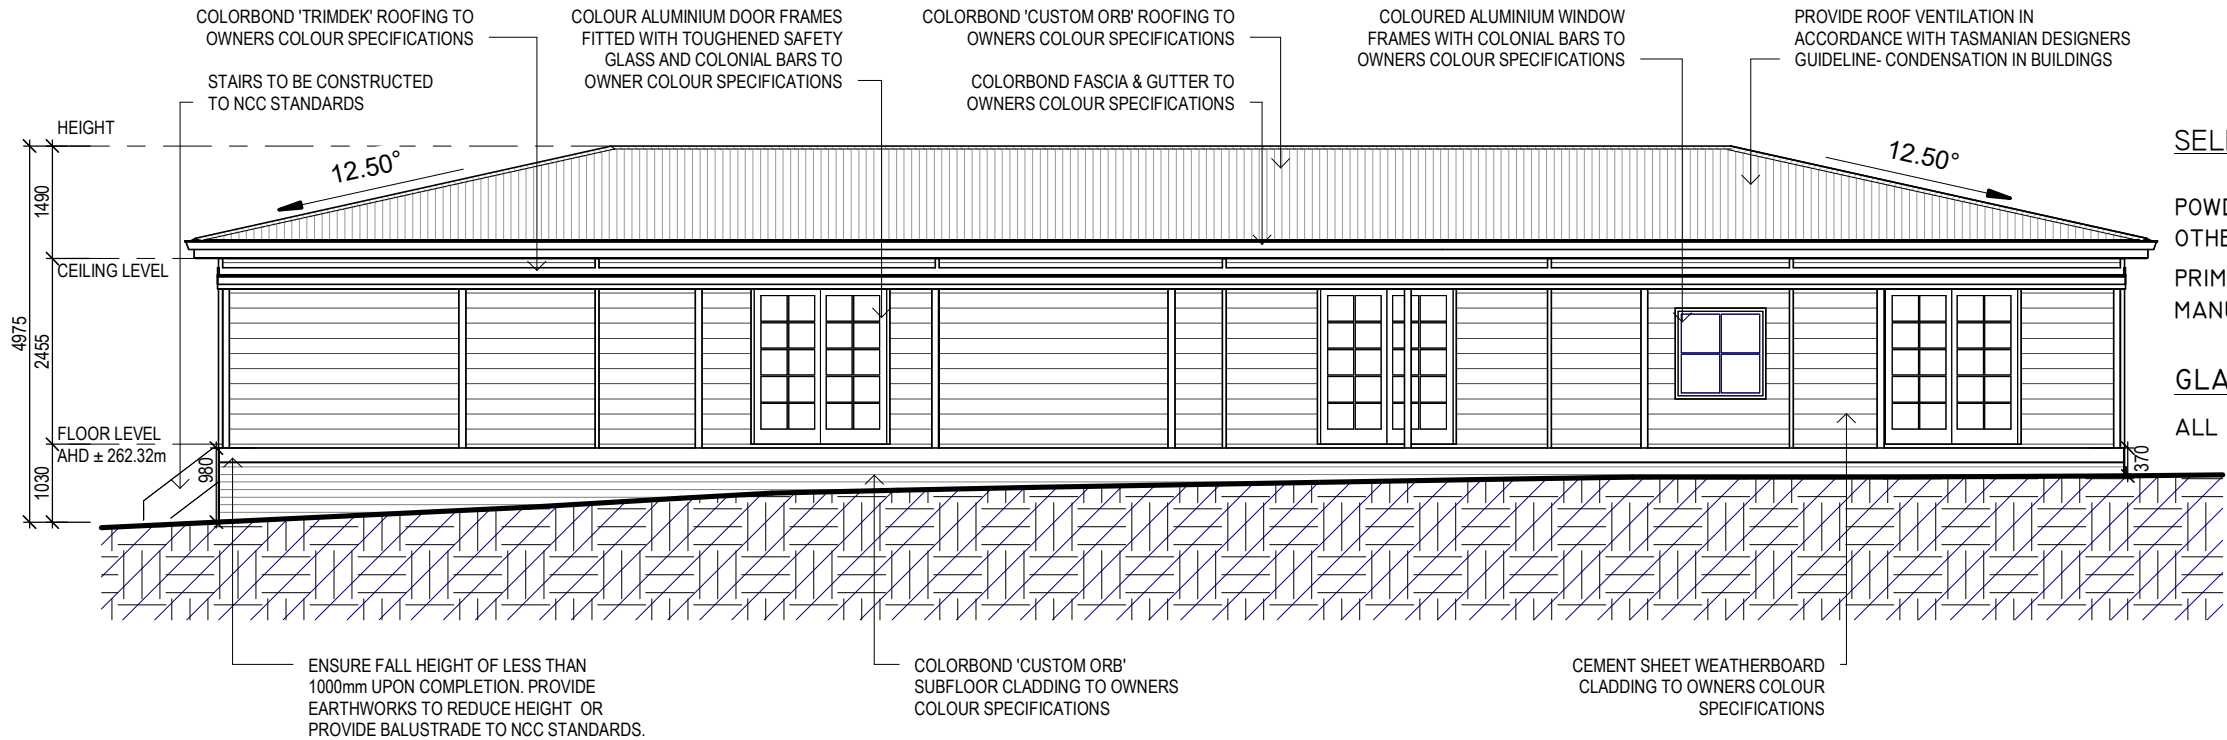 COLORBOND 'TRIMDEK' ROOFING TO
OWNERS COLOUR SPECIFICATIONS
STAIRS TO BE CONSTRUCTED
TO NCC STANDARDS
COLOUR ALUMINIUM DOOR FRAMES
FITTED WITH TOUGHENED SAFETY
GLASS AND COLONIAL BARS TO
OWNER COLOUR SPECIFICATIONS
COLORBOND 'CUSTOM ORB' ROOFING TO
OWNERS COLOUR SPECIFICATIONS
COLORBOND FASCIA & GUTTER TO
OWNERS COLOUR SPECIFICATIONS
COLOURED ALUMINIUM WINDOW
FRAMES WITH COLONIAL BARS TO
OWNERS COLOUR SPECIFICATIONS
PROVIDE ROOF VENTILATION IN
ACCORDANCE WITH TASMANIAN DESIGNERS
GUIDELINE- CONDENSATION IN BUILDINGS
HEIGHT
12.50°
12.50°
1490
CEILING LEVEL
4975
2455
FLOOR LEVEL
AHD ± 262.32m
1030
980
370
SELE
POWD
OTHE
PRIM
MANU
GLA
ALL
ENSURE FALL HEIGHT OF LESS THAN
1000mm UPON COMPLETION. PROVIDE
EARTHWORKS TO REDUCE HEIGHT OR
PROVIDE BALUSTRADE TO NCC STANDARDS.
COLORBOND 'CUSTOM ORB'
SUBFLOOR CLADDING TO OWNERS
COLOUR SPECIFICATIONS
CEMENT SHEET WEATHERBOARD
CLADDING TO OWNERS COLOUR
SPECIFICATIONS